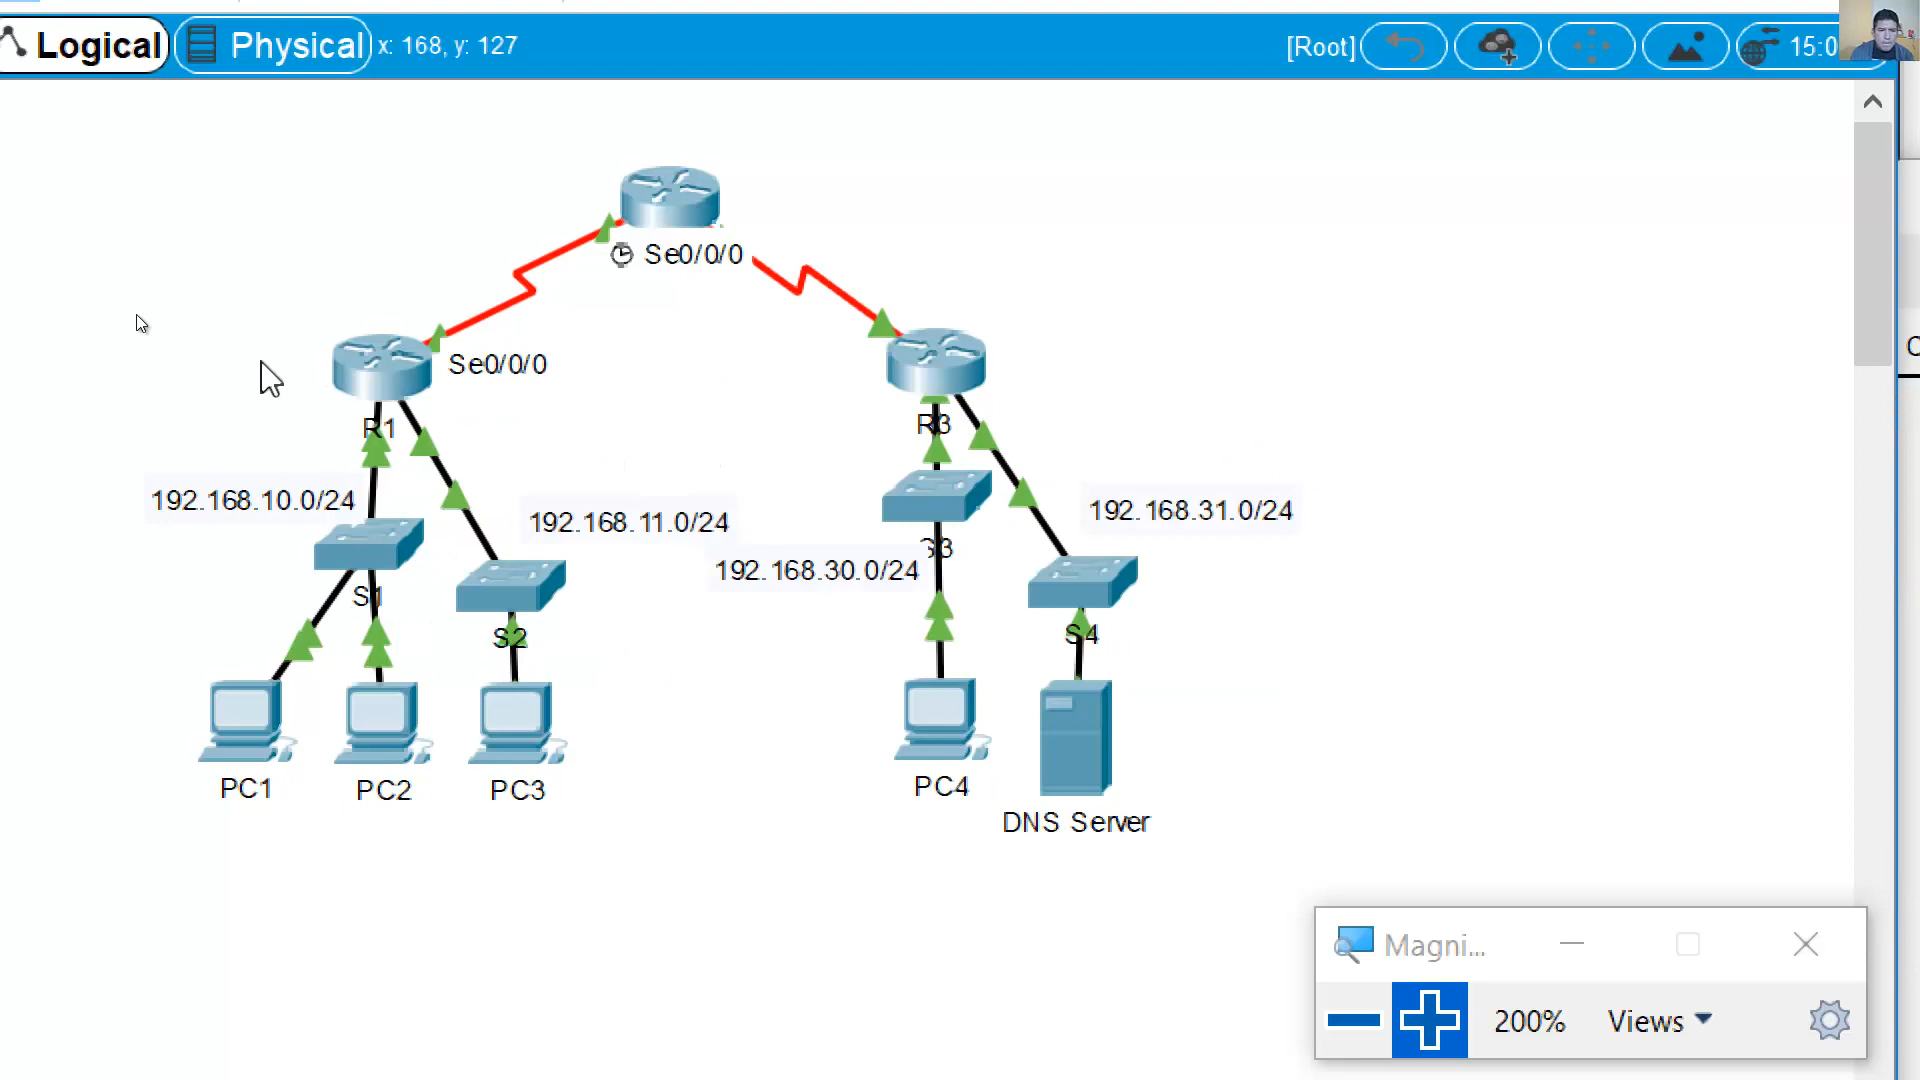 Logical
Physical
x: 168, y: 127
[Root]
Se0/0/0
Se0/0/0
R1
R3
192.168.10.0/24
192.168.11.0/24
192.168.31.0/24
S3
192.168.30.0/24
S1
S2
S4
PC1
PC2
PC3
PC4
DNS Server
Magni...
200%
Views